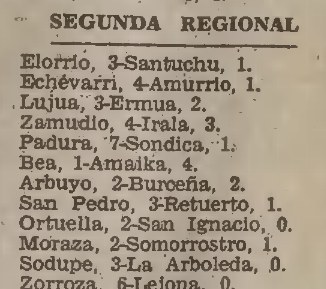 SEGUNDA REGIONAL
Elorrio, 3-Santuchu, 1.
Echévarri, 4-Amurrio, 1.
Lujua, 3-Ermua, 2.
Zamudio, 4-Irala, 3.
Padura, 7-Sondica, 1.
Bea, 1-Amaika, 4.
Arbuyo, 2-Burceña, 2.
San Pedro, 3-Retuerto, 1.
Ortuella, 2-San Ignacio, 0.
Moraza, 2-Somorrostro, 1.
Sodupe, 3-La Arboleda, 0.
Zorroza, 6-Lejona, 0.